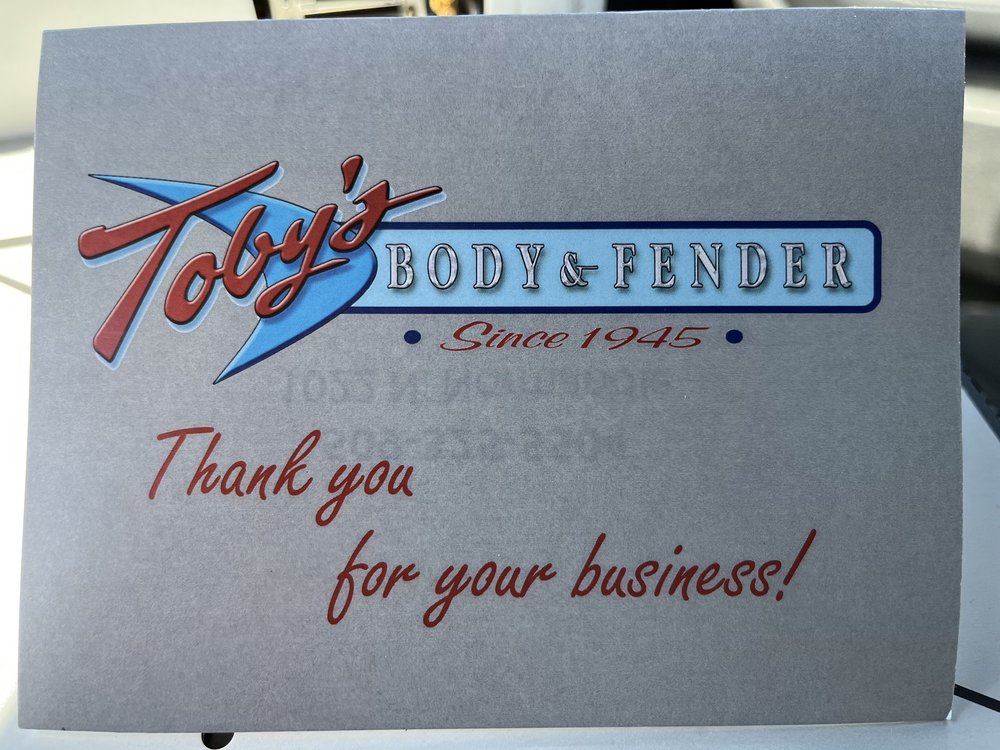 Toby's
BODY & FENDER
• Since 1945 •
Thank you
for your business!